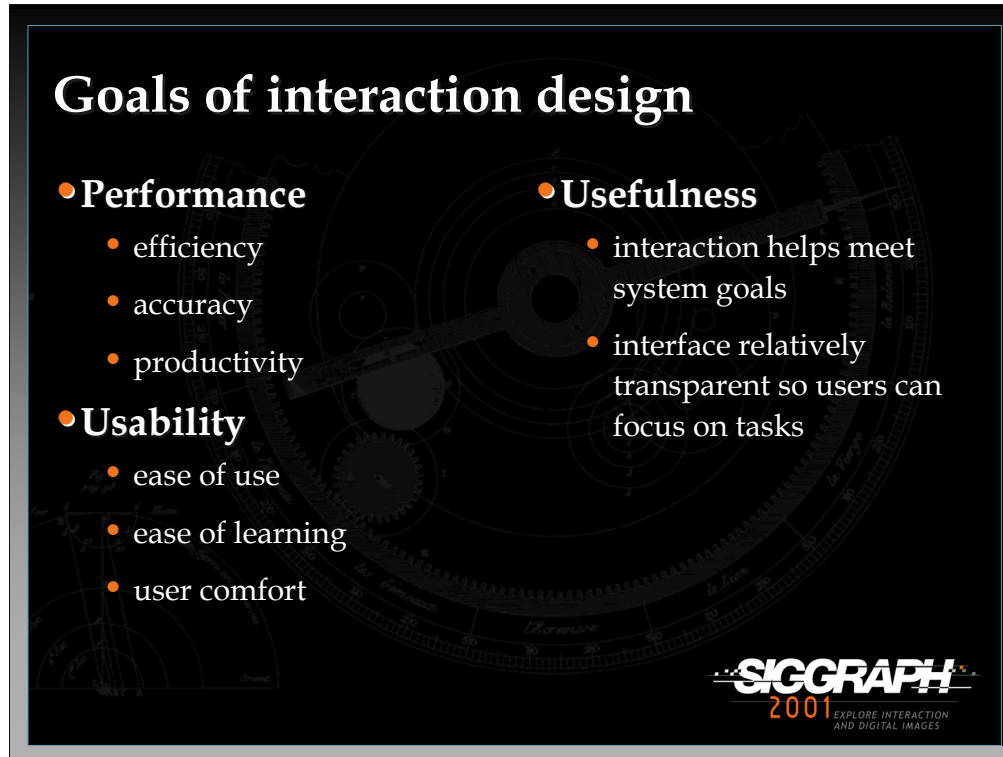 Goals of interaction design
•Performance
• efficiency
• accuracy
• productivity
•Usability
• ease of use
• ease of learning
• user comfort
•Usefulness
• interaction helps meet
system goals
• interface relatively
transparent so users can
focus on tasks
SIGGRAPH
2001 EXPLORE INTERACTION
AND DIGITAL IMAGES